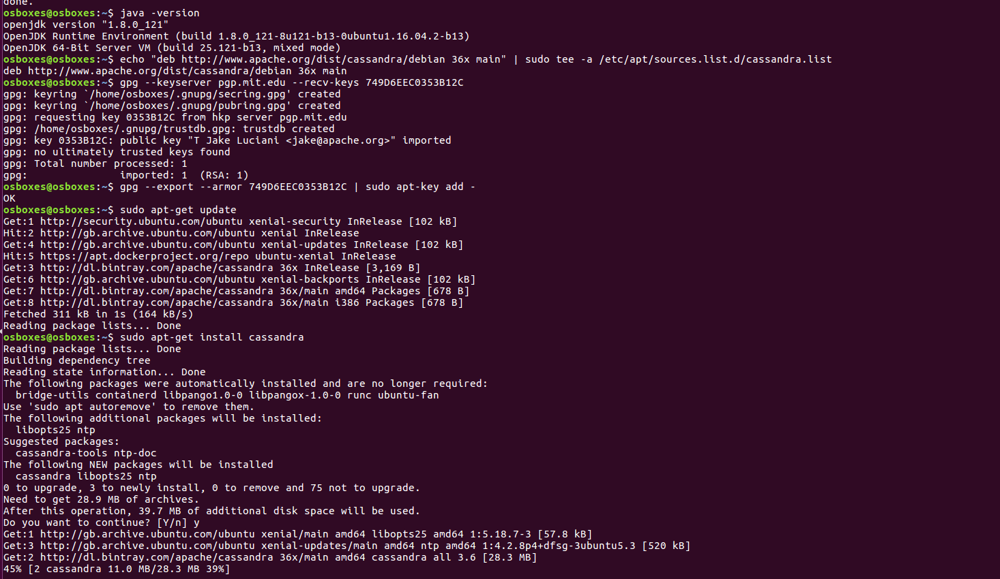 done.
osboxes@osboxes:~$ java -version
openjdk version "1.8.0_121"
OpenJDK Runtime Environment (build 1.8.0_121-8u121-b13-0ubuntu1.16.04.2-b13)
OpenJDK 64-Bit Server VM (build 25.121-b13, mixed mode)
osboxes@osboxes:~$ echo "deb http://www.apache.org/dist/cassandra/debian 36x main" | sudo tee -a /etc/apt/sources.list.d/cassandra.list
deb http://www.apache.org/dist/cassandra/debian 36x main
osboxes@osboxes:~$ gpg --keyserver pgp.mit.edu --recv-keys 749D6EEC0353B12C
gpg: keyring `/home/osboxes/.gnupg/secring.gpg' created
gpg: keyring `/home/osboxes/.gnupg/pubring.gpg' created
gpg: requesting key 0353B12C from hkp server pgp.mit.edu
gpg: /home/osboxes/.gnupg/trustdb.gpg: trustdb created
gpg: key 0353B12C: public key "T Jake Luciani <jake@apache.org>" imported
gpg: no ultimately trusted keys found
gpg: Total number processed: 1
gpg:               imported: 1  (RSA: 1)
osboxes@osboxes:~$ gpg --export --armor 749D6EEC0353B12C | sudo apt-key add -
OK
osboxes@osboxes:~$ sudo apt-get update
Get:1 http://security.ubuntu.com/ubuntu xenial-security InRelease [102 kB]
Hit:2 http://gb.archive.ubuntu.com/ubuntu xenial InRelease
Get:4 http://gb.archive.ubuntu.com/ubuntu xenial-updates InRelease [102 kB]
Hit:5 https://apt.dockerproject.org/repo ubuntu-xenial InRelease
Get:3 http://dl.bintray.com/apache/cassandra 36x InRelease [3,169 B]
Get:6 http://gb.archive.ubuntu.com/ubuntu xenial-backports InRelease [102 kB]
Get:7 http://dl.bintray.com/apache/cassandra 36x/main amd64 Packages [678 B]
Get:8 http://dl.bintray.com/apache/cassandra 36x/main i386 Packages [678 B]
Fetched 311 kB in 1s (164 kB/s)
Reading package lists... Done
osboxes@osboxes:~$ sudo apt-get install cassandra
Reading package lists... Done
Building dependency tree
Reading state information... Done
The following packages were automatically installed and are no longer required:
  bridge-utils containerd libpango1.0-0 libpangox-1.0-0 runc ubuntu-fan
Use 'sudo apt autoremove' to remove them.
The following additional packages will be installed:
  libopts25 ntp
Suggested packages:
  cassandra-tools ntp-doc
The following NEW packages will be installed
  cassandra libopts25 ntp
0 to upgrade, 3 to newly install, 0 to remove and 75 not to upgrade.
Need to get 28.9 MB of archives.
After this operation, 39.7 MB of additional disk space will be used.
Do you want to continue? [Y/n] y
Get:1 http://gb.archive.ubuntu.com/ubuntu xenial/main amd64 libopts25 amd64 1:5.18.7-3 [57.8 kB]
Get:3 http://gb.archive.ubuntu.com/ubuntu xenial-updates/main amd64 ntp amd64 1:4.2.8p4+dfsg-3ubuntu5.3 [520 kB]
Get:2 http://dl.bintray.com/apache/cassandra 36x/main amd64 cassandra all 3.6 [28.3 MB]
45% [2 cassandra 11.0 MB/28.3 MB 39%]